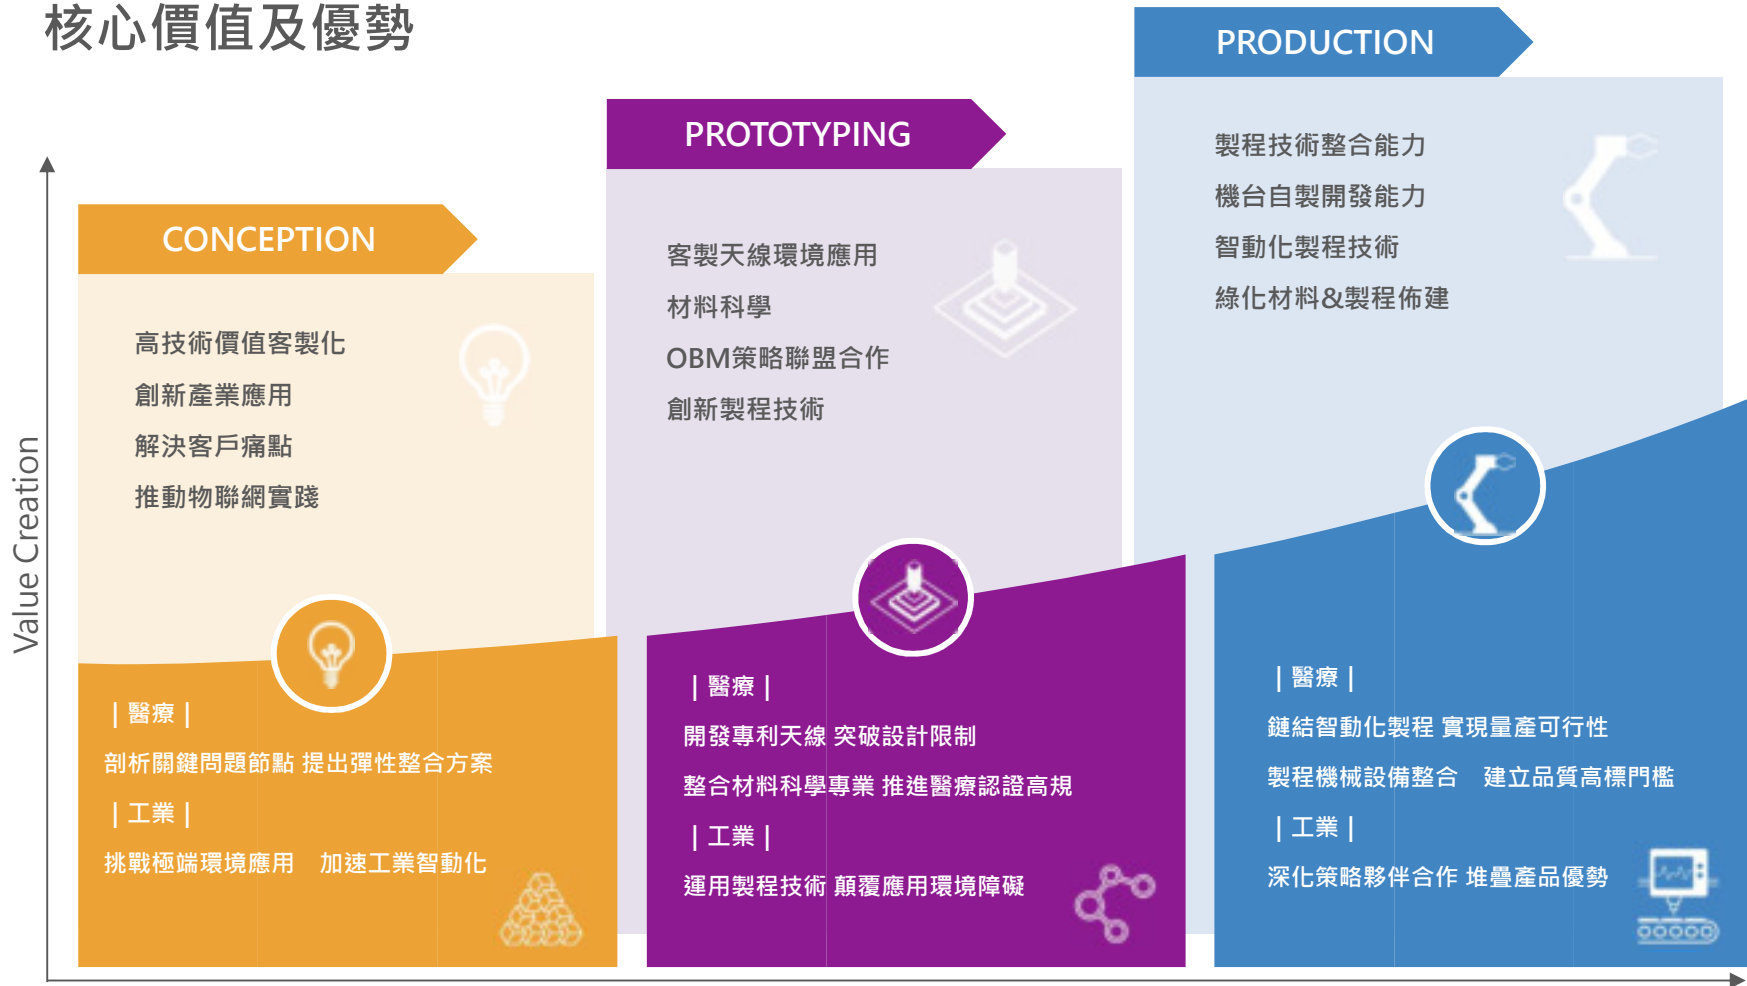 核心價值及優勢
Value Creation
CONCEPTION
高技術價值客製化
創新產業應用
解決客戶痛點
推動物聯網實踐
| 醫療 |
剖析關鍵問題節點 提出彈性整合方案
| 工業 |
挑戰極端環境應用　加速工業智動化
PROTOTYPING
客製天線環境應用
材料科學
OBM策略聯盟合作
創新製程技術
| 醫療 |
開發專利天線 突破設計限制
整合材料科學專業 推進醫療認證高規
| 工業 |
運用製程技術 顛覆應用環境障礙
PRODUCTION
製程技術整合能力
機台自製開發能力
智動化製程技術
綠化材料&製程佈建
| 醫療 |
鏈結智動化製程 實現量產可行性
製程機械設備整合　建立品質高標門檻
| 工業 |
深化策略夥伴合作 堆疊產品優勢